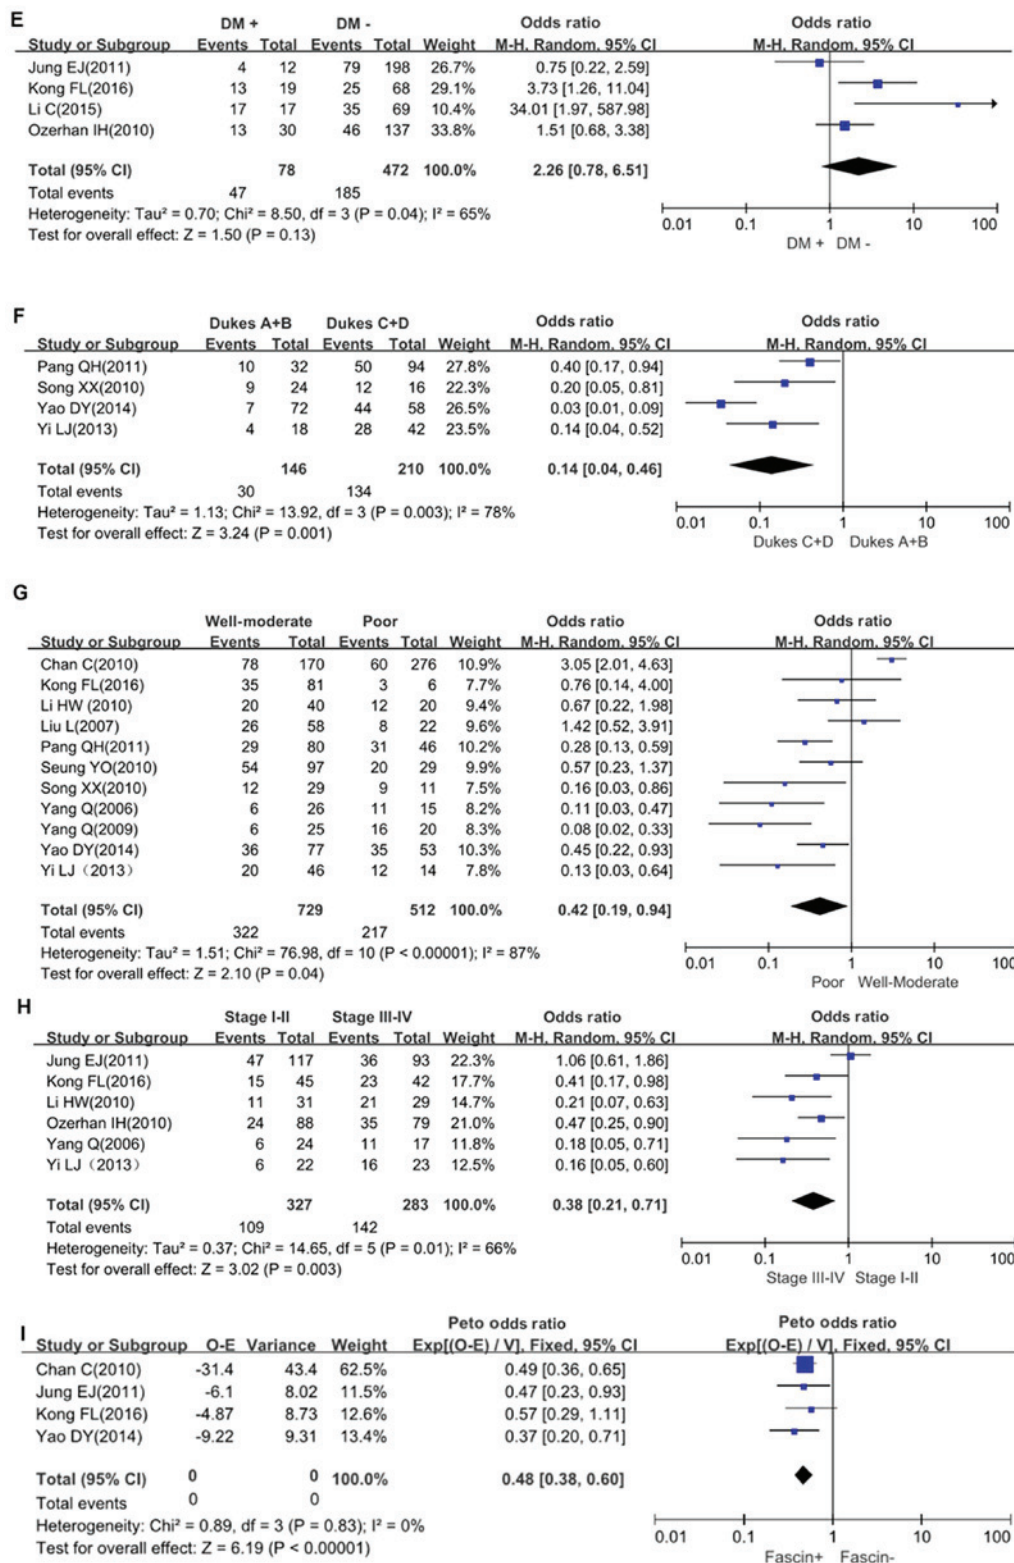 E
DM + DM - Odds ratio Odds ratio
Study or Subgroup Events Total Events Total Weight M-H, Random, 95% CI M-H, Random, 95% CI
Jung EJ(2011) 4 12 79 198 26.7% 0.75 [0.22, 2.59]
Kong FL(2016) 13 19 25 68 29.1% 3.73 [1.26, 11.04]
Li C(2015) 17 17 35 69 10.4% 34.01 [1.97, 587.98]
Ozerhan IH(2010) 13 30 46 137 33.8% 1.51 [0.68, 3.38]
Total (95% CI) 78 472 100.0% 2.26 [0.78, 6.51]
Total events 47 185
Heterogeneity: Tau² = 0.70; Chi² = 8.50, df = 3 (P = 0.04); I² = 65%
Test for overall effect: Z = 1.50 (P = 0.13)
0.01 0.1 1 10 100
DM + DM -
F
Dukes A+B Dukes C+D Odds ratio Odds ratio
Study or Subgroup Events Total Events Total Weight M-H, Random, 95% CI M-H, Random, 95% CI
Pang QH(2011) 10 32 50 94 27.8% 0.40 [0.17, 0.94]
Song XX(2010) 9 24 12 16 22.3% 0.20 [0.05, 0.81]
Yao DY(2014) 7 72 44 58 26.5% 0.03 [0.01, 0.09]
Yi LJ(2013) 4 18 28 42 23.5% 0.14 [0.04, 0.52]
Total (95% CI) 146 210 100.0% 0.14 [0.04, 0.46]
Total events 30 134
Heterogeneity: Tau² = 1.13; Chi² = 13.92, df = 3 (P = 0.003); I² = 78%
Test for overall effect: Z = 3.24 (P = 0.001)
0.01 0.1 1 10 100
Dukes C+D Dukes A+B
G
Well-moderate Poor Odds ratio Odds ratio
Study or Subgroup Events Total Events Total Weight M-H, Random, 95% CI M-H, Random, 95% CI
Chan C(2010) 78 170 60 276 10.9% 3.05 [2.01, 4.63]
Kong FL(2016) 35 81 3 6 7.7% 0.76 [0.14, 4.00]
Li HW (2010) 20 40 12 20 9.4% 0.67 [0.22, 1.98]
Liu L(2007) 26 58 8 22 9.6% 1.42 [0.52, 3.91]
Pang QH(2011) 29 80 31 46 10.2% 0.28 [0.13, 0.59]
Seung YO(2010) 54 97 20 29 9.9% 0.57 [0.23, 1.37]
Song XX(2010) 12 29 9 11 7.5% 0.16 [0.03, 0.86]
Yang Q(2006) 6 26 11 15 8.2% 0.11 [0.03, 0.47]
Yang Q(2009) 6 25 16 20 8.3% 0.08 [0.02, 0.33]
Yao DY(2014) 36 77 35 53 10.3% 0.45 [0.22, 0.93]
Yi LJ（2013） 20 46 12 14 7.8% 0.13 [0.03, 0.64]
Total (95% CI) 729 512 100.0% 0.42 [0.19, 0.94]
Total events 322 217
Heterogeneity: Tau² = 1.51; Chi² = 76.98, df = 10 (P < 0.00001); I² = 87%
Test for overall effect: Z = 2.10 (P = 0.04)
0.01 0.1 1 10 100
Poor Well-Moderate
H
Stage I-II Stage III-IV Odds ratio Odds ratio
Study or Subgroup Events Total Events Total Weight M-H, Random, 95% CI M-H, Random, 95% CI
Jung EJ(2011) 47 117 36 93 22.3% 1.06 [0.61, 1.86]
Kong FL(2016) 15 45 23 42 17.7% 0.41 [0.17, 0.98]
Li HW(2010) 11 31 21 29 14.7% 0.21 [0.07, 0.63]
Ozerhan IH(2010) 24 88 35 79 21.0% 0.47 [0.25, 0.90]
Yang Q(2006) 6 24 11 17 11.8% 0.18 [0.05, 0.71]
Yi LJ（2013） 6 22 16 23 12.5% 0.16 [0.05, 0.60]
Total (95% CI) 327 283 100.0% 0.38 [0.21, 0.71]
Total events 109 142
Heterogeneity: Tau² = 0.37; Chi² = 14.65, df = 5 (P = 0.01); I² = 66%
Test for overall effect: Z = 3.02 (P = 0.003)
0.01 0.1 1 10 100
Stage III-IV Stage I-II
I
Peto odds ratio Peto odds ratio
Study or Subgroup O-E Variance Weight Exp[(O-E) / V], Fixed, 95% CI Exp[(O-E) / V], Fixed, 95% CI
Chan C(2010) -31.4 43.4 62.5% 0.49 [0.36, 0.65]
Jung EJ(2011) -6.1 8.02 11.5% 0.47 [0.23, 0.93]
Kong FL(2016) -4.87 8.73 12.6% 0.57 [0.29, 1.11]
Yao DY(2014) -9.22 9.31 13.4% 0.37 [0.20, 0.71]
Total (95% CI) 0 0 100.0% 0.48 [0.38, 0.60]
Total events 0 0
Heterogeneity: Chi² = 0.89, df = 3 (P = 0.83); I² = 0%
Test for overall effect: Z = 6.19 (P < 0.00001)
0.01 0.1 1 10 100
Fascin+ Fascin-